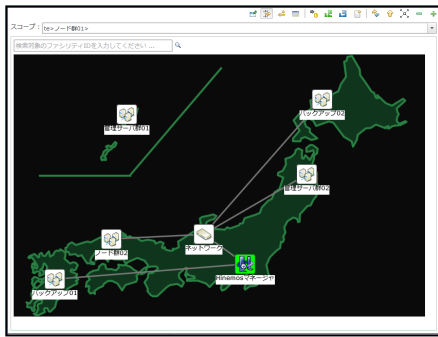 スコープ: te>ノード群01>
検索対象のファシリティIDを入力してください ...
バックアップ02
管理サーバ群01
管理サーバ群02
ネットワーク
ノード群02
Hinemosマネージャ
バックアップ01